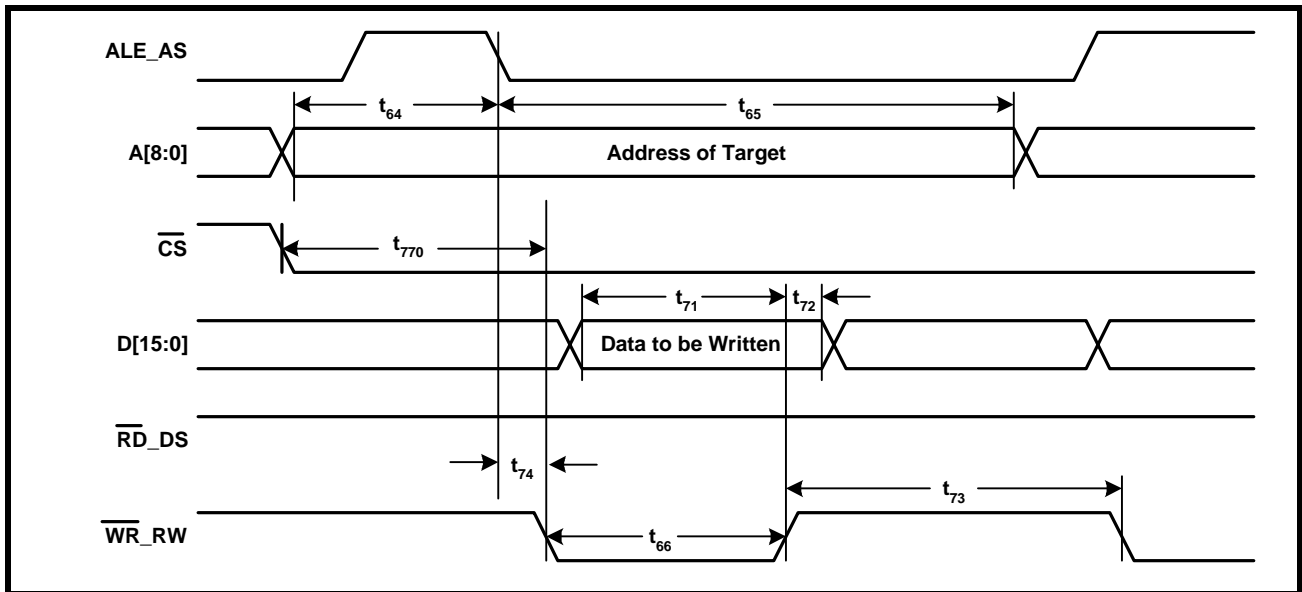 ALE_AS
t64
t65
A[8:0]
Address of Target
CS
t770
t71
t72
D[15:0]
Data to be Written
RD_DS
t74
t73
WR_RW
t66